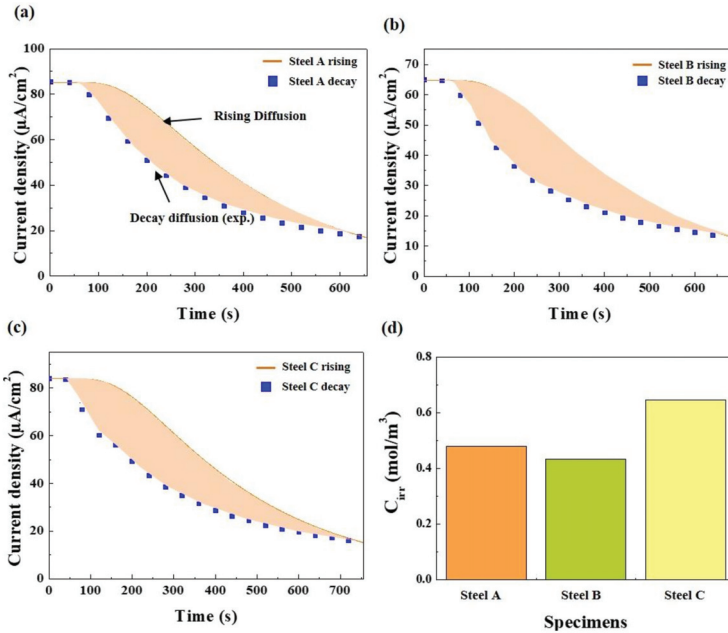 (a)
100
80
60
40
20
0
Current density (μA/cm²)
Steel A rising
Steel A decay
Rising Diffusion
Decay diffusion (exp.)
0 100 200 300 400 500 600
Time (s)
(b)
70
60
50
40
30
20
10
0
Current density (μA/cm²)
Steel B rising
Steel B decay
0 100 200 300 400 500 600
Time (s)
(c)
80
60
40
20
0
Current density (μA/cm²)
Steel C rising
Steel C decay
0 100 200 300 400 500 600 700
Time (s)
(d)
0.8
0.6
0.4
0.2
0.0
C_irr (mol/m³)
Steel A Steel B Steel C
Specimens